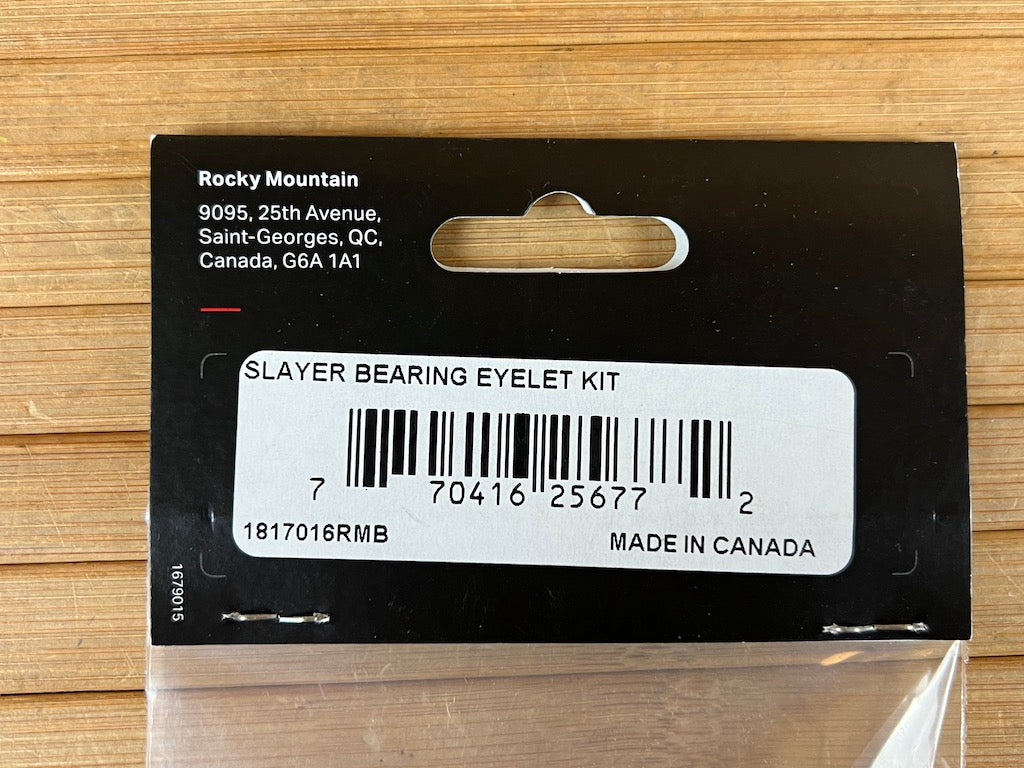 Rocky Mountain
9095, 25th Avenue,
Saint-Georges, QC,
Canada, G6A 1A1
SLAYER BEARING EYELET KIT
7 70416 25677 2
1817016RMB MADE IN CANADA
1679015